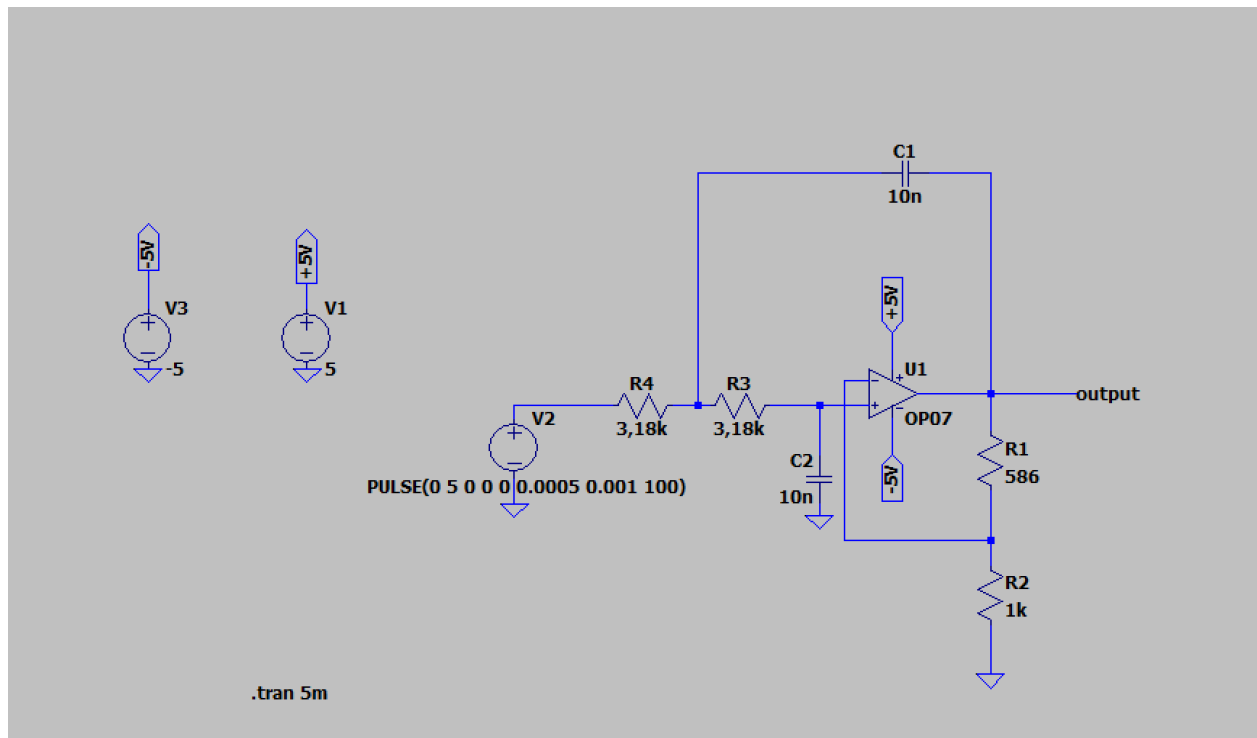 C1
10n
-5V
+5V
V3
-5
V1
5
+5V
U1
OP07
-5V
R4
3,18k
R3
3,18k
output
V2
PULSE(0 5 0 0 0 0.0005 0.001 100)
C2
10n
R1
586
R2
1k
.tran 5m